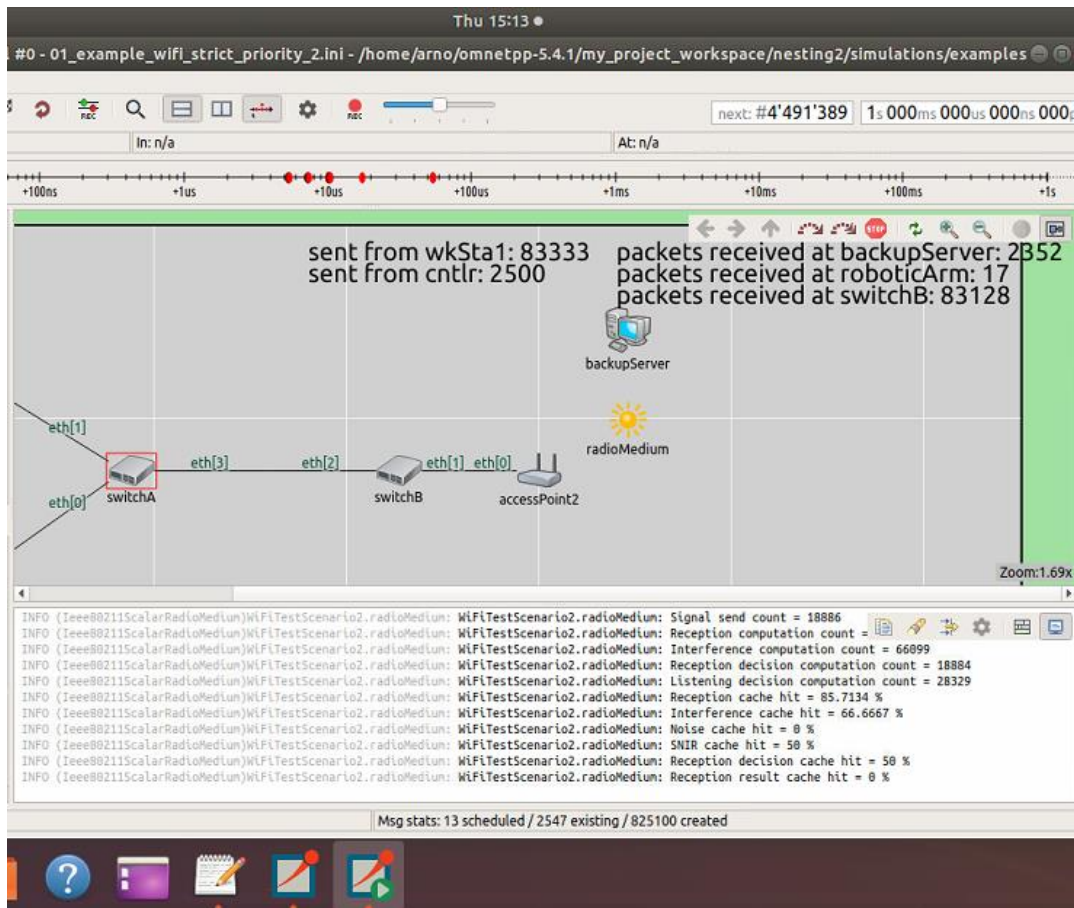 Thu 15:13
#0 - 01_example_wifi_strict_priority_2.ini - /home/arno/omnetpp-5.4.1/my_project_workspace/nesting2/simulations/examples
REC
REC
next: #4'491'389
1s 000ms 000us 000ns 000p
In: n/a
At: n/a
+100ns +1us +10us +100us +1ms +10ms +100ms +1s
STOP
sent from wkSta1: 83333
sent from cntlr: 2500
packets received at backupServer: 2352
packets received at roboticArm: 17
packets received at switchB: 83128
backupServer
radioMedium
eth[1]
eth[3] eth[2] eth[1] eth[0]
eth[0]
switchA
switchB
accessPoint2
Zoom:1.69x
INFO (Ieee80211ScalarRadioMedium)WiFiTestScenario2.radioMedium: WiFiTestScenario2.radioMedium: Signal send count = 18886
INFO (Ieee80211ScalarRadioMedium)WiFiTestScenario2.radioMedium: WiFiTestScenario2.radioMedium: Reception computation count =
INFO (Ieee80211ScalarRadioMedium)WiFiTestScenario2.radioMedium: WiFiTestScenario2.radioMedium: Interference computation count = 66099
INFO (Ieee80211ScalarRadioMedium)WiFiTestScenario2.radioMedium: WiFiTestScenario2.radioMedium: Reception decision computation count = 18884
INFO (Ieee80211ScalarRadioMedium)WiFiTestScenario2.radioMedium: WiFiTestScenario2.radioMedium: Listening decision computation count = 28329
INFO (Ieee80211ScalarRadioMedium)WiFiTestScenario2.radioMedium: WiFiTestScenario2.radioMedium: Reception cache hit = 85.7134 %
INFO (Ieee80211ScalarRadioMedium)WiFiTestScenario2.radioMedium: WiFiTestScenario2.radioMedium: Interference cache hit = 66.6667 %
INFO (Ieee80211ScalarRadioMedium)WiFiTestScenario2.radioMedium: WiFiTestScenario2.radioMedium: Noise cache hit = 0 %
INFO (Ieee80211ScalarRadioMedium)WiFiTestScenario2.radioMedium: WiFiTestScenario2.radioMedium: SNIR cache hit = 50 %
INFO (Ieee80211ScalarRadioMedium)WiFiTestScenario2.radioMedium: WiFiTestScenario2.radioMedium: Reception decision cache hit = 50 %
INFO (Ieee80211ScalarRadioMedium)WiFiTestScenario2.radioMedium: WiFiTestScenario2.radioMedium: Reception result cache hit = 0 %
Msg stats: 13 scheduled / 2547 existing / 825100 created